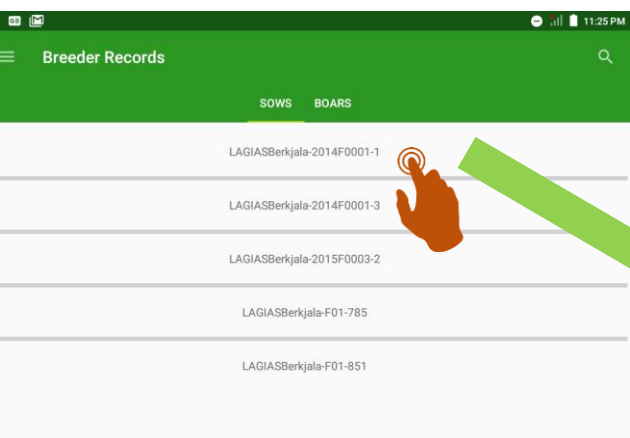 GB 11:25 PM
Breeder Records
SOWS BOARS
LAGIASBerkjala-2014F0001-1
LAGIASBerkjala-2014F0001-3
LAGIASBerkjala-2015F0003-2
LAGIASBerkjala-F01-785
LAGIASBerkjala-F01-851